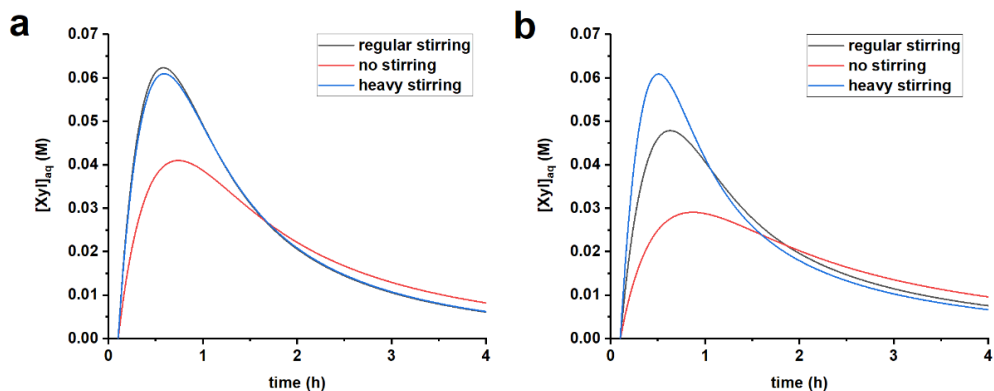 a
[Xyl]aq (M)
0.07
0.06
0.05
0.04
0.03
0.02
0.01
0.00
0
1
2
3
4
time (h)
regular stirring
no stirring
heavy stirring
b
[Xyl]aq (M)
0.07
0.06
0.05
0.04
0.03
0.02
0.01
0.00
0
1
2
3
4
time (h)
regular stirring
no stirring
heavy stirring